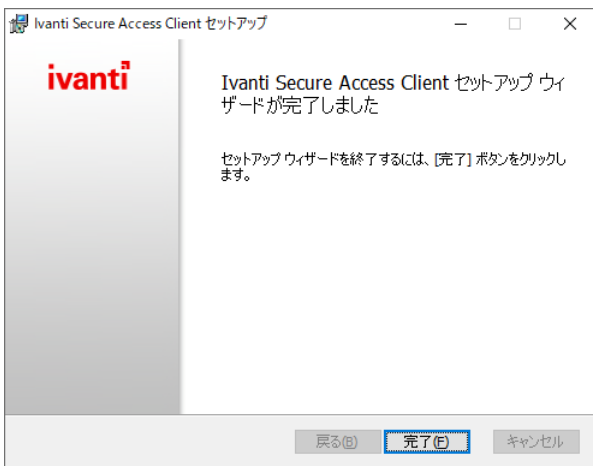 Ivanti Secure Access Client セットアップ
ivanti
Ivanti Secure Access Client セットアップ ウィ
ザードが完了しました
セットアップ ウィザードを終了するには、[完了] ボタンをクリックし
ます。
戻る(B) 完了(F) キャンセル